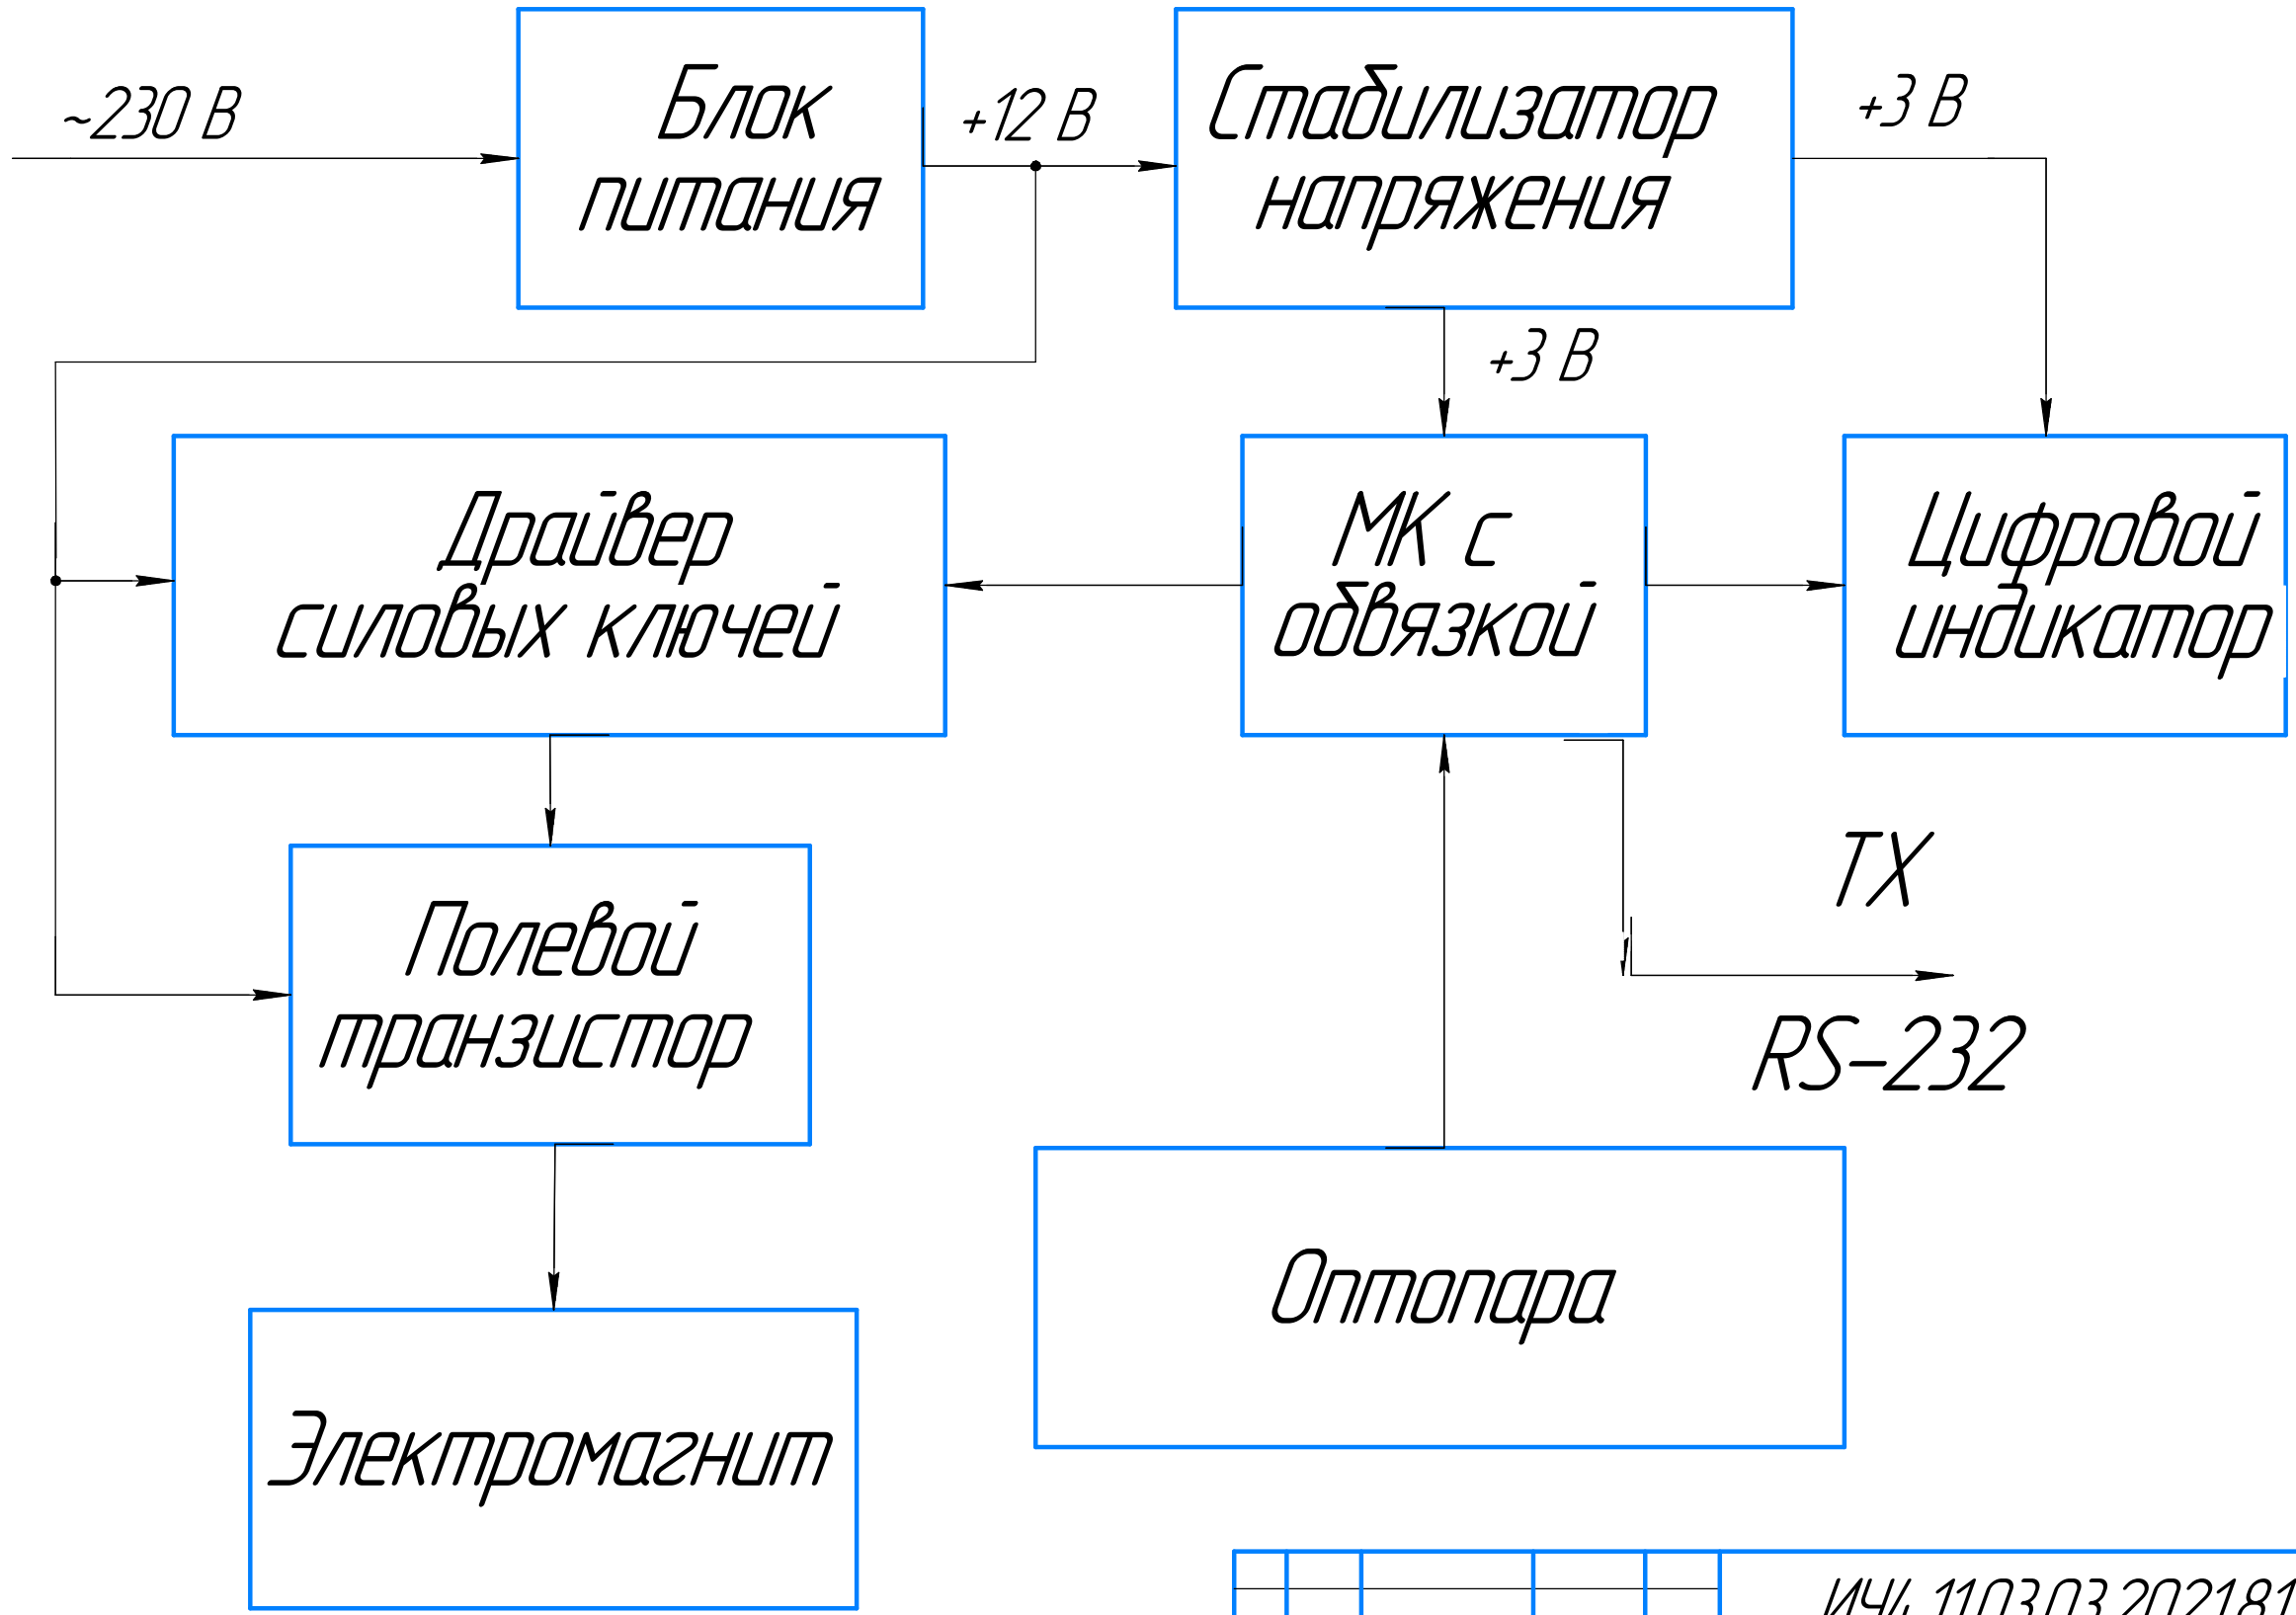 ~230 В
Блок
питания
+12 В
Стабилизатор
напряжения
+3 В
+3 В
Драйвер
силовых ключей
МК с
обвязкой
Цифровой
индикатор
Полевой
транзистор
TX
RS-232
Оптопара
Электромагнит